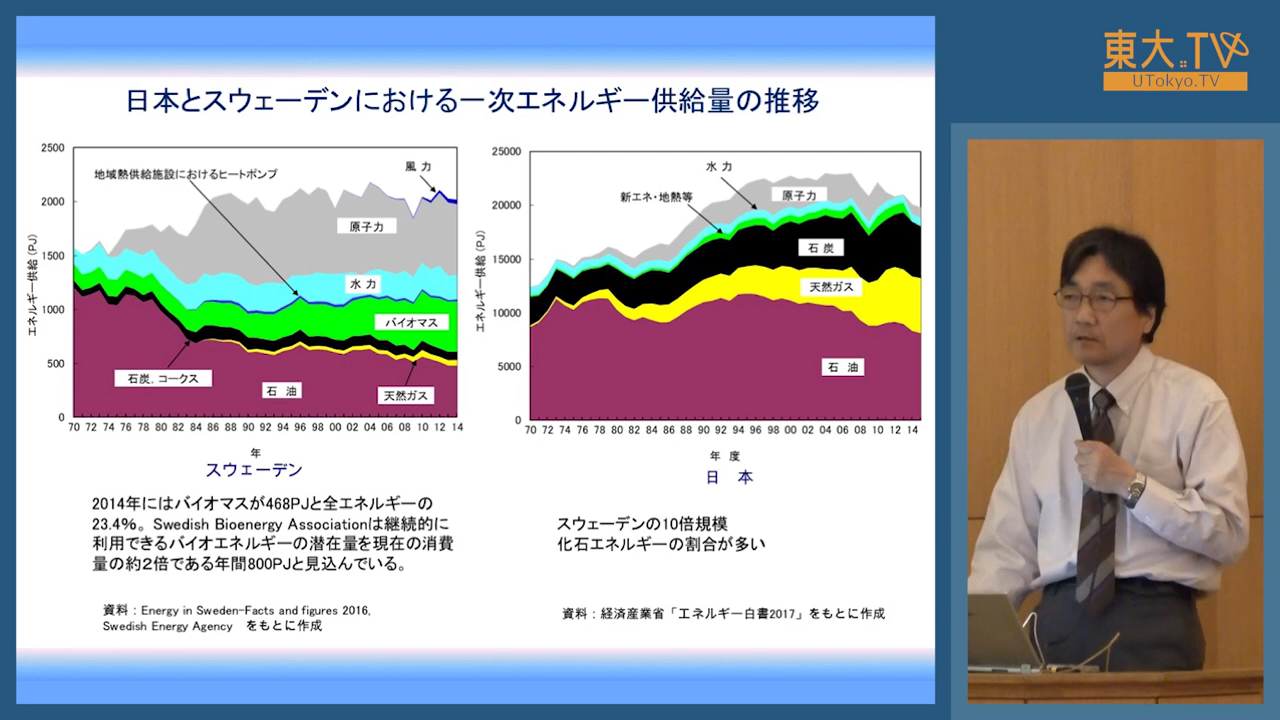 東大.TV
UTokyo.TV
日本とスウェーデンにおける一次エネルギー供給量の推移
2500
2000
1500
1000
500
0
エネルギー供給 (PJ)
地域熱供給施設におけるヒートポンプ
風 力
原子力
水 力
バイオマス
石炭，コークス
石 油
天然ガス
70 72 74 76 78 80 82 84 86 88 90 92 94 96 98 00 02 04 06 08 10 12 14
年
スウェーデン
2014年にはバイオマスが468PJと全エネルギーの
23.4%。Swedish Bioenergy Associationは継続的に
利用できるバイオエネルギーの潜在量を現在の消費
量の約２倍である年間800PJと見込んでいる。
資料：Energy in Sweden-Facts and figures 2016,
Swedish Energy Agency　をもとに作成
25000
20000
15000
10000
5000
0
エネルギー供給 (PJ)
水 力
新エネ・地熱等
原子力
石 炭
天然ガス
石 油
70 72 74 76 78 80 82 84 86 88 90 92 94 96 98 00 02 04 06 08 10 12 14
年 度
日 本
スウェーデンの10倍規模
化石エネルギーの割合が多い
資料：経済産業省「エネルギー白書2017」をもとに作成